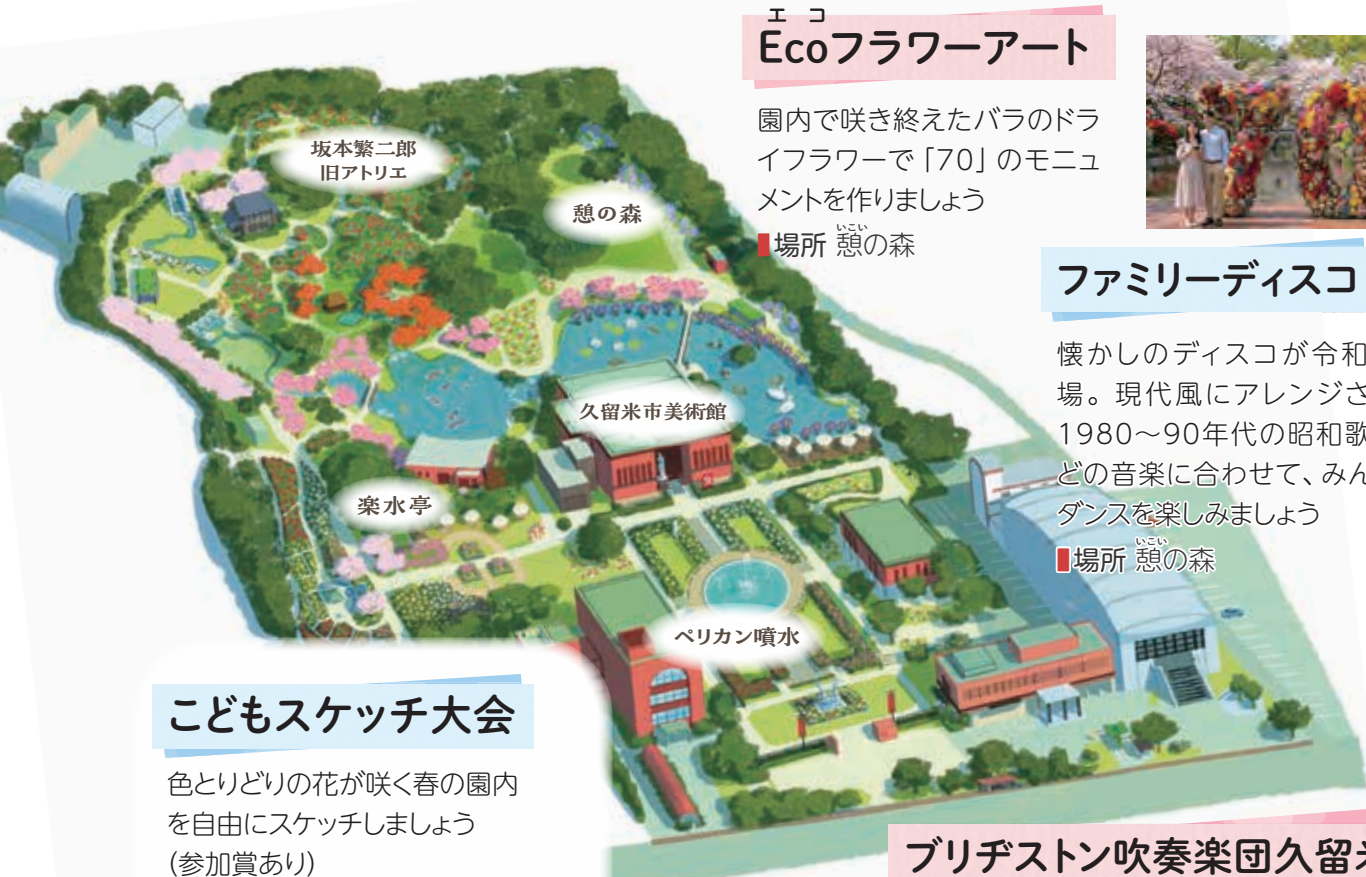 エコ
Ecoフラワーアート
園内で咲き終えたバラのドラ
イフラワーで「70」のモニュ
メントを作りましょう
場所 憩の森
いこい
ファミリーディスコ
懐かしのディスコが令和
場。現代風にアレンジさ
1980～90年代の昭和歌
どの音楽に合わせて、みん
ダンスを楽しみましょう
場所 憩の森
いこい
坂本繁二郎
旧アトリエ
憩の森
久留米市美術館
楽水亭
ペリカン噴水
こどもスケッチ大会
色とりどりの花が咲く春の園内
を自由にスケッチしましょう
(参加賞あり)
ブリヂストン吹奏楽団久留